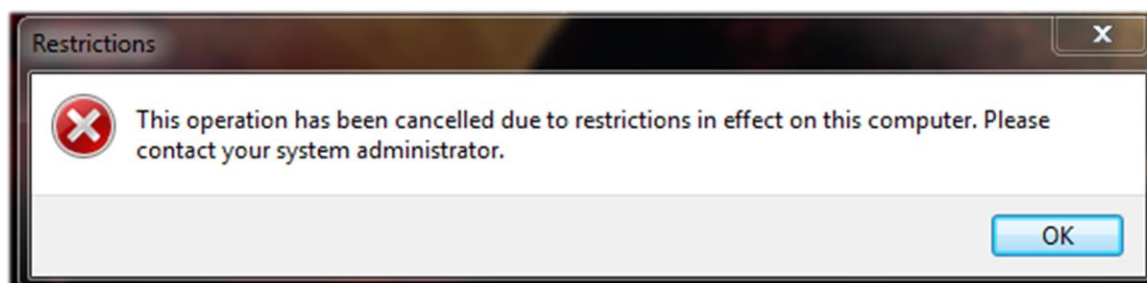 Restrictions
This operation has been cancelled due to restrictions in effect on this computer. Please
contact your system administrator.
OK